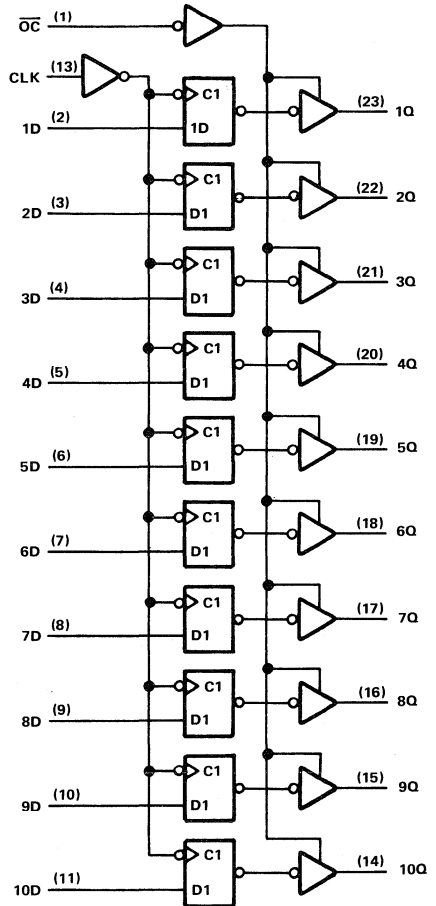 OC (1)
CLK (13)
C1
1D (2) 1D (23) 1Q
C1
2D (3) D1 (22) 2Q
C1
3D (4) D1 (21) 3Q
C1
4D (5) D1 (20) 4Q
C1
5D (6) D1 (19) 5Q
C1
6D (7) D1 (18) 6Q
C1
7D (8) D1 (17) 7Q
C1
8D (9) D1 (16) 8Q
C1
9D (10) D1 (15) 9Q
C1
10D (11) D1 (14) 10Q